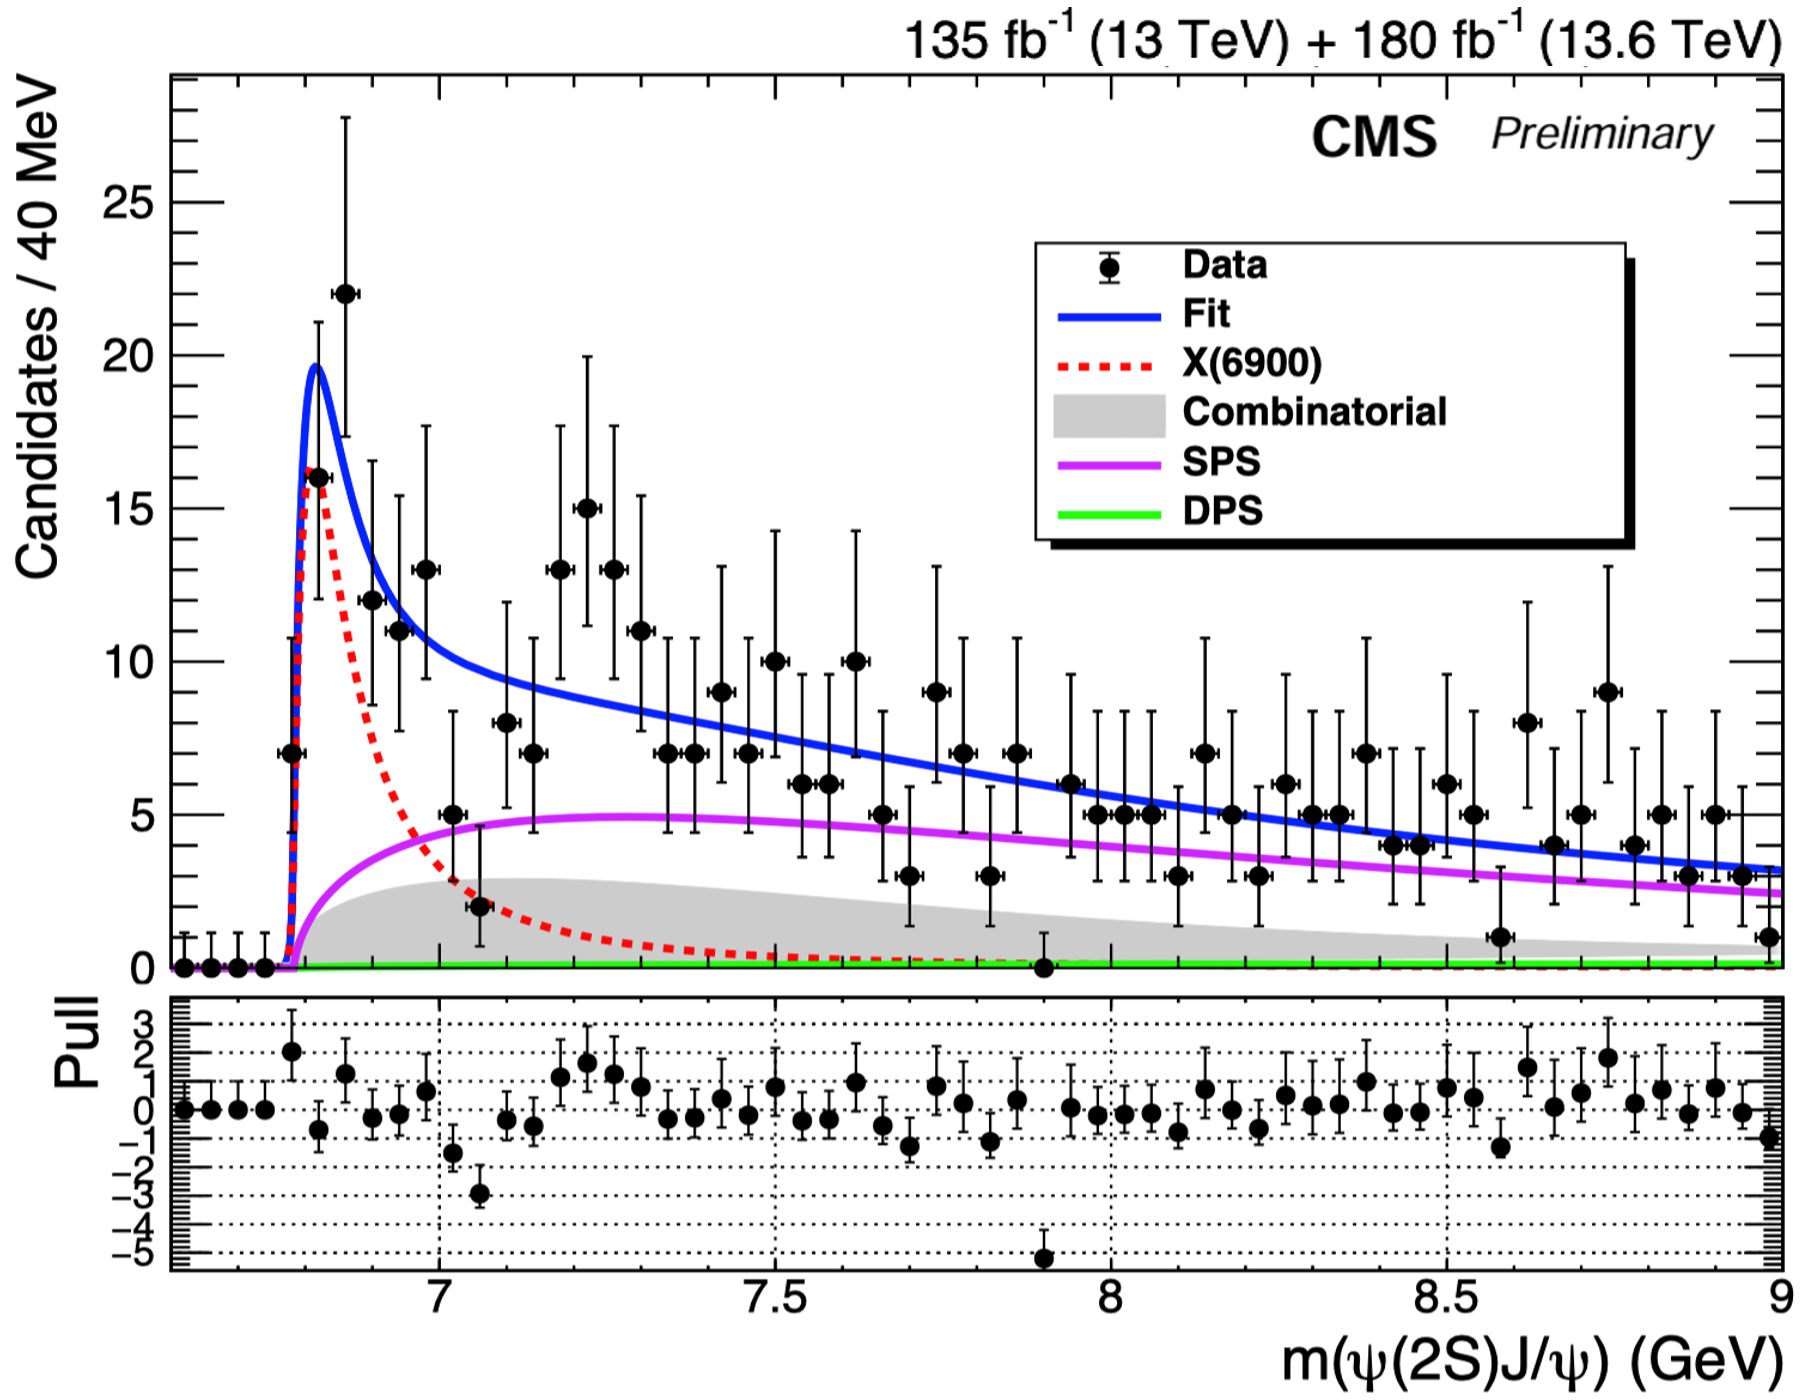 135 fb⁻¹ (13 TeV) + 180 fb⁻¹ (13.6 TeV)
CMS Preliminary
Candidates / 40 MeV
25
20
15
10
5
0
Data
Fit
X(6900)
Combinatorial
SPS
DPS
Pull
3
2
1
0
−1
−2
−3
−4
−5
7 7.5 8 8.5 9
m(ψ(2S)J/ψ) (GeV)